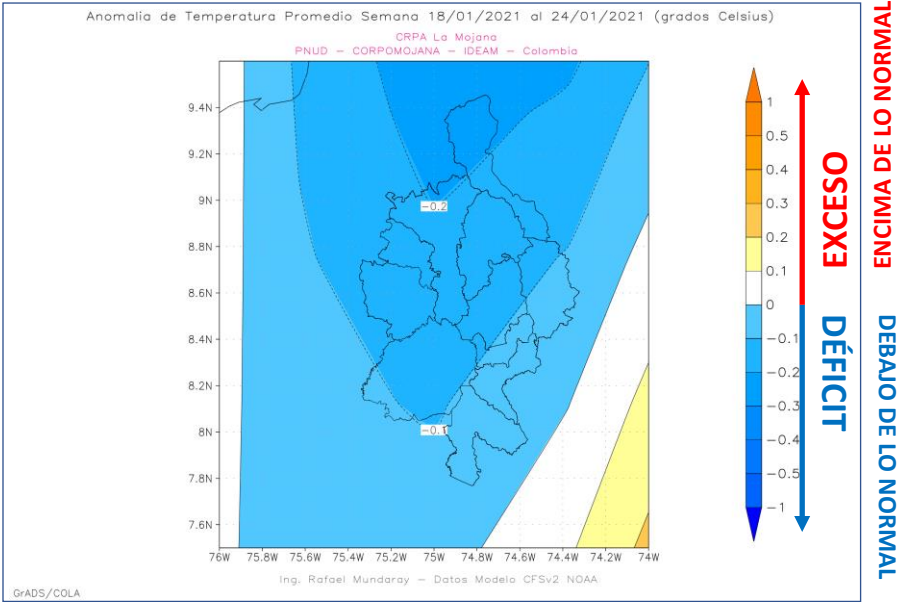 Anomalia de Temperatura Promedio Semana 18/01/2021 al 24/01/2021 (grados Celsius)
CRPA La Mojana
PNUD – CORPOMOJANA – IDEAM – Colombia
9.4N
9.2N
9N
8.8N
8.6N
8.4N
8.2N
8N
7.8N
7.6N
76W 75.8W 75.6W 75.4W 75.2W 75W 74.8W 74.6W 74.4W 74.2W 74W
−0.2
−0.1
1
0.5
0.4
0.3
0.2
0.1
0
−0.1
−0.2
−0.3
−0.4
−0.5
−1
EXCESO
DÉFICIT
ENCIMA DE LO NORMAL
DEBAJO DE LO NORMAL
Ing. Rafael Mundaray – Datos Modelo CFSv2 NOAA
GrADS/COLA